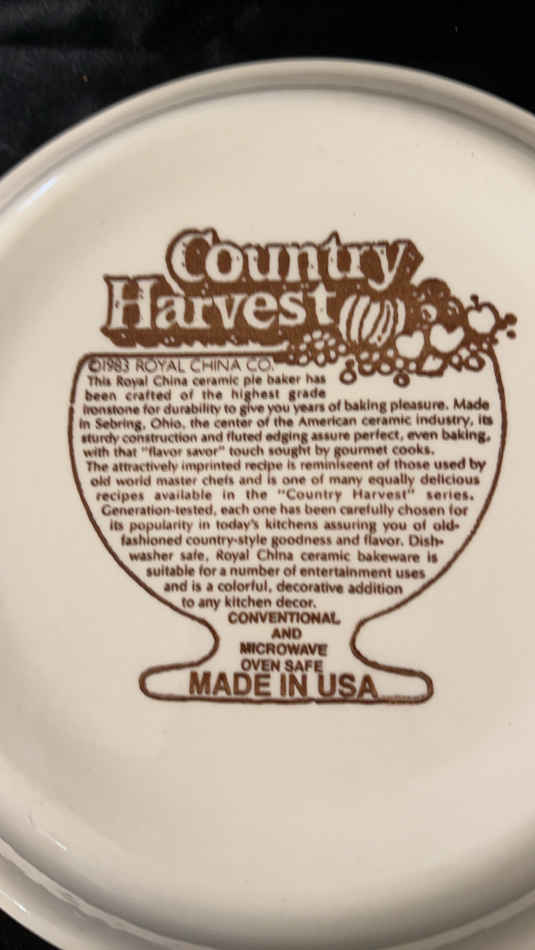 Country
Harvest
©1983 ROYAL CHINA CO.
This Royal China ceramic pie baker has
been crafted of the highest grade
ironstone for durability to give you years of baking pleasure. Made
in Sebring, Ohio, the center of the American ceramic industry, its
sturdy construction and fluted edging assure perfect, even baking,
with that "flavor savor" touch sought by gourmet cooks.
The attractively imprinted recipe is reminiscent of those used by
old world master chefs and is one of many equally delicious
recipes available in the "Country Harvest" series.
Generation-tested, each one has been carefully chosen for
its popularity in today's kitchens assuring you of old-
fashioned country-style goodness and flavor. Dish-
washer safe, Royal China ceramic bakeware is
suitable for a number of entertainment uses
and is a colorful, decorative addition
to any kitchen decor.
CONVENTIONAL
AND
MICROWAVE
OVEN SAFE
MADE IN USA